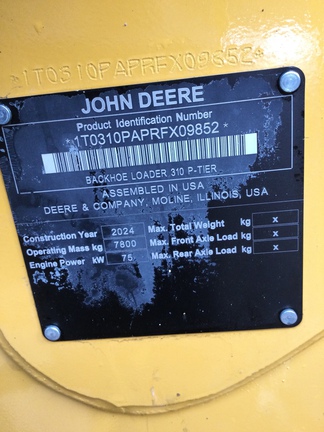 *1T0310PAPRFX09852*
JOHN DEERE
Product Identification Number
*1T0310PAPRFX09852*
BACKHOE LOADER 310 P-TIER
ASSEMBLED IN USA
DEERE & COMPANY, MOLINE, ILLINOIS, USA
Construction Year 2024 Max. Total Weight kg x
Operating Mass kg 7800 Max. Front Axle Load kg x
Engine Power kW 75 Max. Rear Axle Load kg x